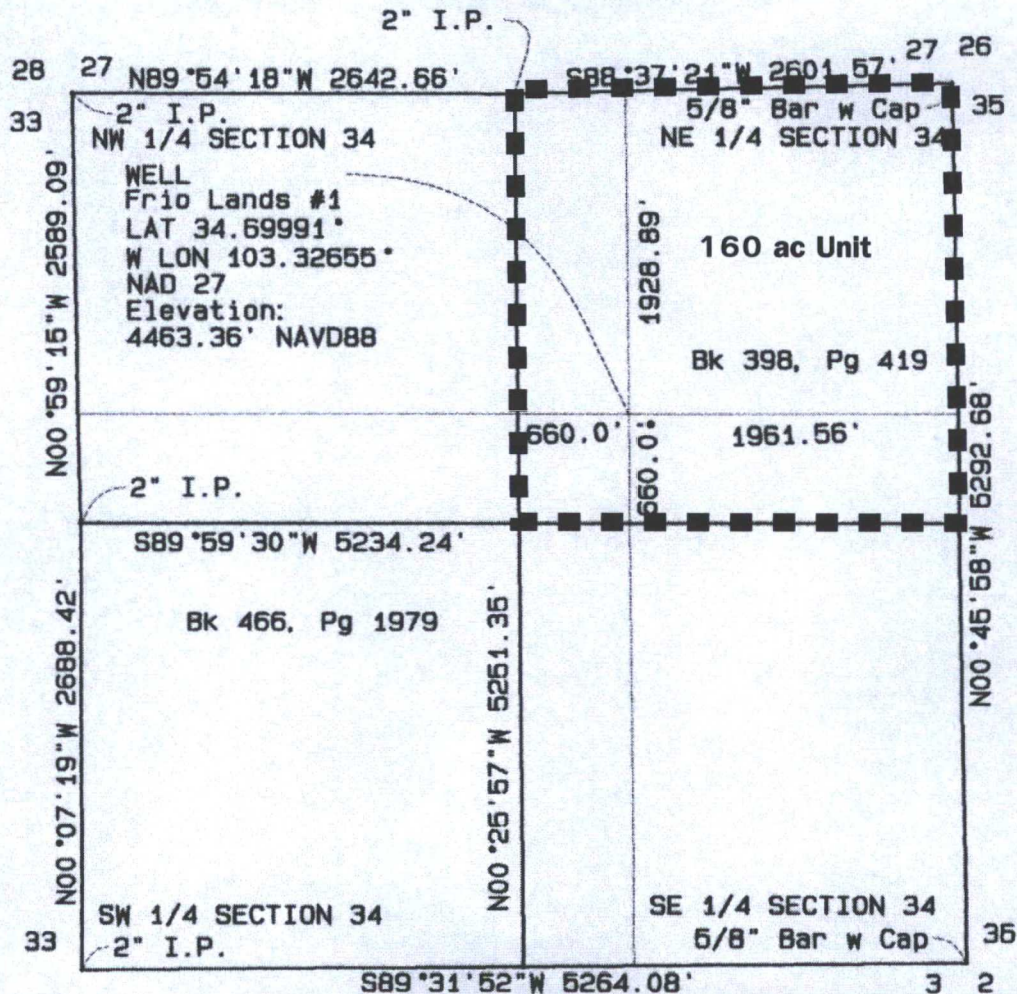 2" I.P.
28 27 N89°54'18"W 2642.66' S88°37'21"W 2601.57' 27 26
33 2" I.P. 5/8" Bar w Cap 35
NW 1/4 SECTION 34 NE 1/4 SECTION 34
WELL
Frio Lands #1
LAT 34.69991°
W LON 103.32655°
NAD 27
Elevation:
4463.36' NAVD88
N00°59'15"W 2589.09'
1928.89'
160 ac Unit
Bk 398, Pg 419
660.0' 660.0' 1961.56'
N00°45'58"W 5292.68'
2" I.P.
S89°59'30"W 5234.24'
Bk 466, Pg 1979
N00°07'19"W 2688.42'
N00°25'57"W 5251.35'
SW 1/4 SECTION 34 SE 1/4 SECTION 34
33 2" I.P. 5/8" Bar w Cap 35
S89°31'52"W 5264.08' 3 2